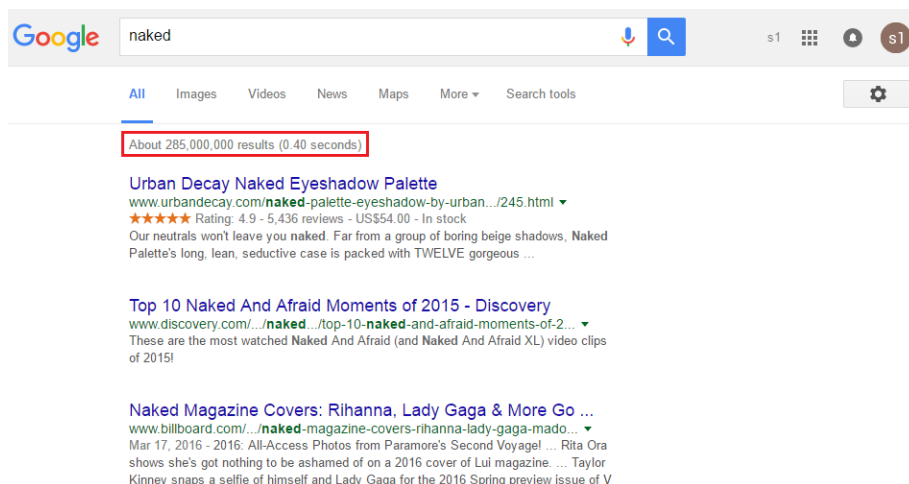 Google naked s1 s1
All Images Videos News Maps More Search tools
About 285,000,000 results (0.40 seconds)
Urban Decay Naked Eyeshadow Palette
www.urbandecay.com/naked-palette-eyeshadow-by-urban.../245.html
Rating: 4.9 - 5,436 reviews - US$54.00 - In stock
Our neutrals won't leave you naked. Far from a group of boring beige shadows, Naked
Palette's long, lean, seductive case is packed with TWELVE gorgeous ...
Top 10 Naked And Afraid Moments of 2015 - Discovery
www.discovery.com/.../naked.../top-10-naked-and-afraid-moments-of-2...
These are the most watched Naked And Afraid (and Naked And Afraid XL) video clips
of 2015!
Naked Magazine Covers: Rihanna, Lady Gaga & More Go ...
www.billboard.com/.../naked-magazine-covers-rihanna-lady-gaga-mado...
Mar 17, 2016 - 2016: All-Access Photos from Paramore's Second Voyage! ... Rita Ora
shows she's got nothing to be ashamed of on a 2016 cover of Lui magazine. ... Taylor
Kinney snaps a selfie of himself and Lady Gaga for the 2016 Spring preview issue of V